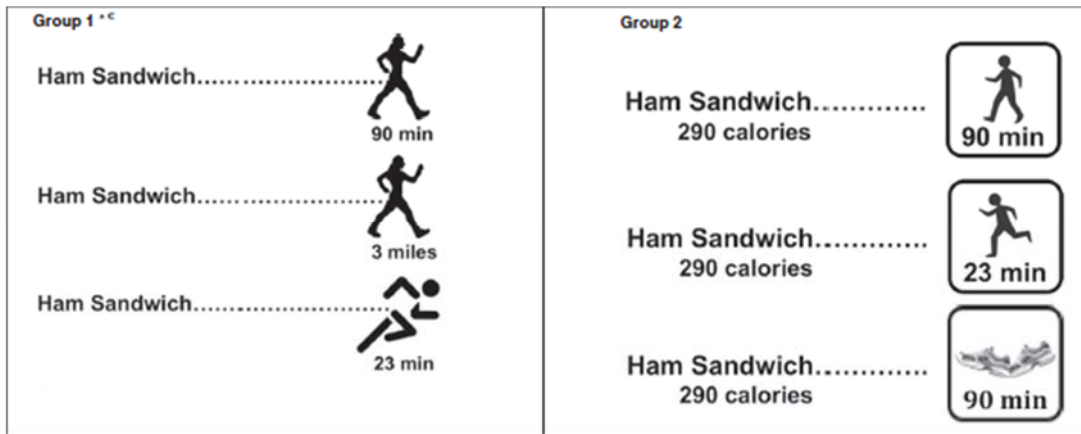 Group 1 * €
Ham Sandwich........................
90 min
Ham Sandwich........................
3 miles
Ham Sandwich.........................
23 min
Group 2
Ham Sandwich.............
290 calories
90 min
Ham Sandwich.............
290 calories
23 min
Ham Sandwich.............
290 calories
90 min